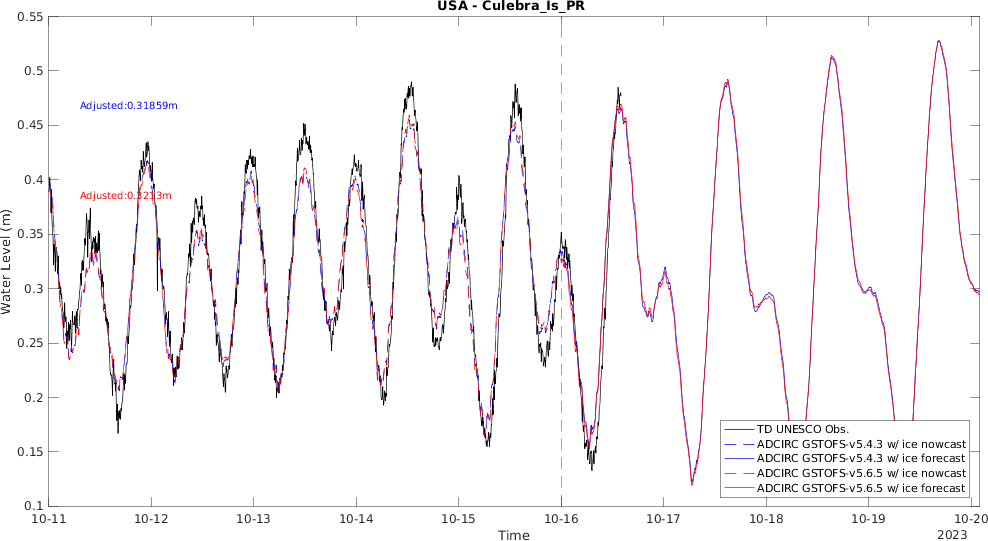 USA - Culebra_Is_PR
0.55
0.5
0.45
0.4
0.35
0.3
0.25
0.2
0.15
0.1
Water Level (m)
Adjusted:0.31859m
Adjusted:0.3213m
TD UNESCO Obs.
ADCIRC GSTOFS-v5.4.3 w/ ice nowcast
ADCIRC GSTOFS-v5.4.3 w/ ice forecast
ADCIRC GSTOFS-v5.6.5 w/ ice nowcast
ADCIRC GSTOFS-v5.6.5 w/ ice forecast
10-11 10-12 10-13 10-14 10-15 10-16 10-17 10-18 10-19 10-20
Time
2023